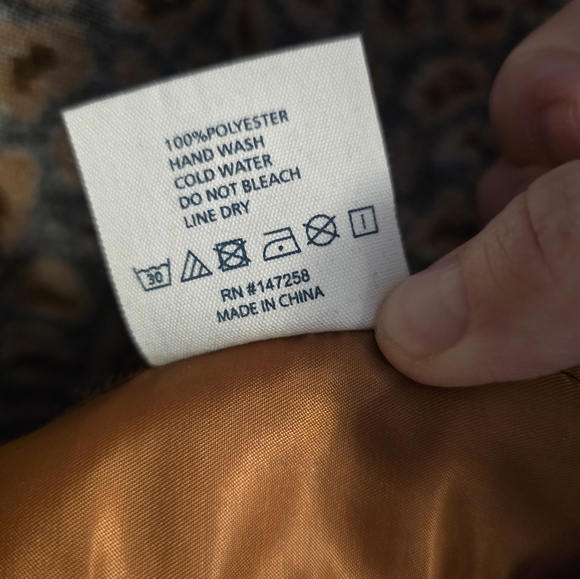 100%POLYESTER
HAND WASH
COLD WATER
DO NOT BLEACH
LINE DRY
30
RN #147258
MADE IN CHINA